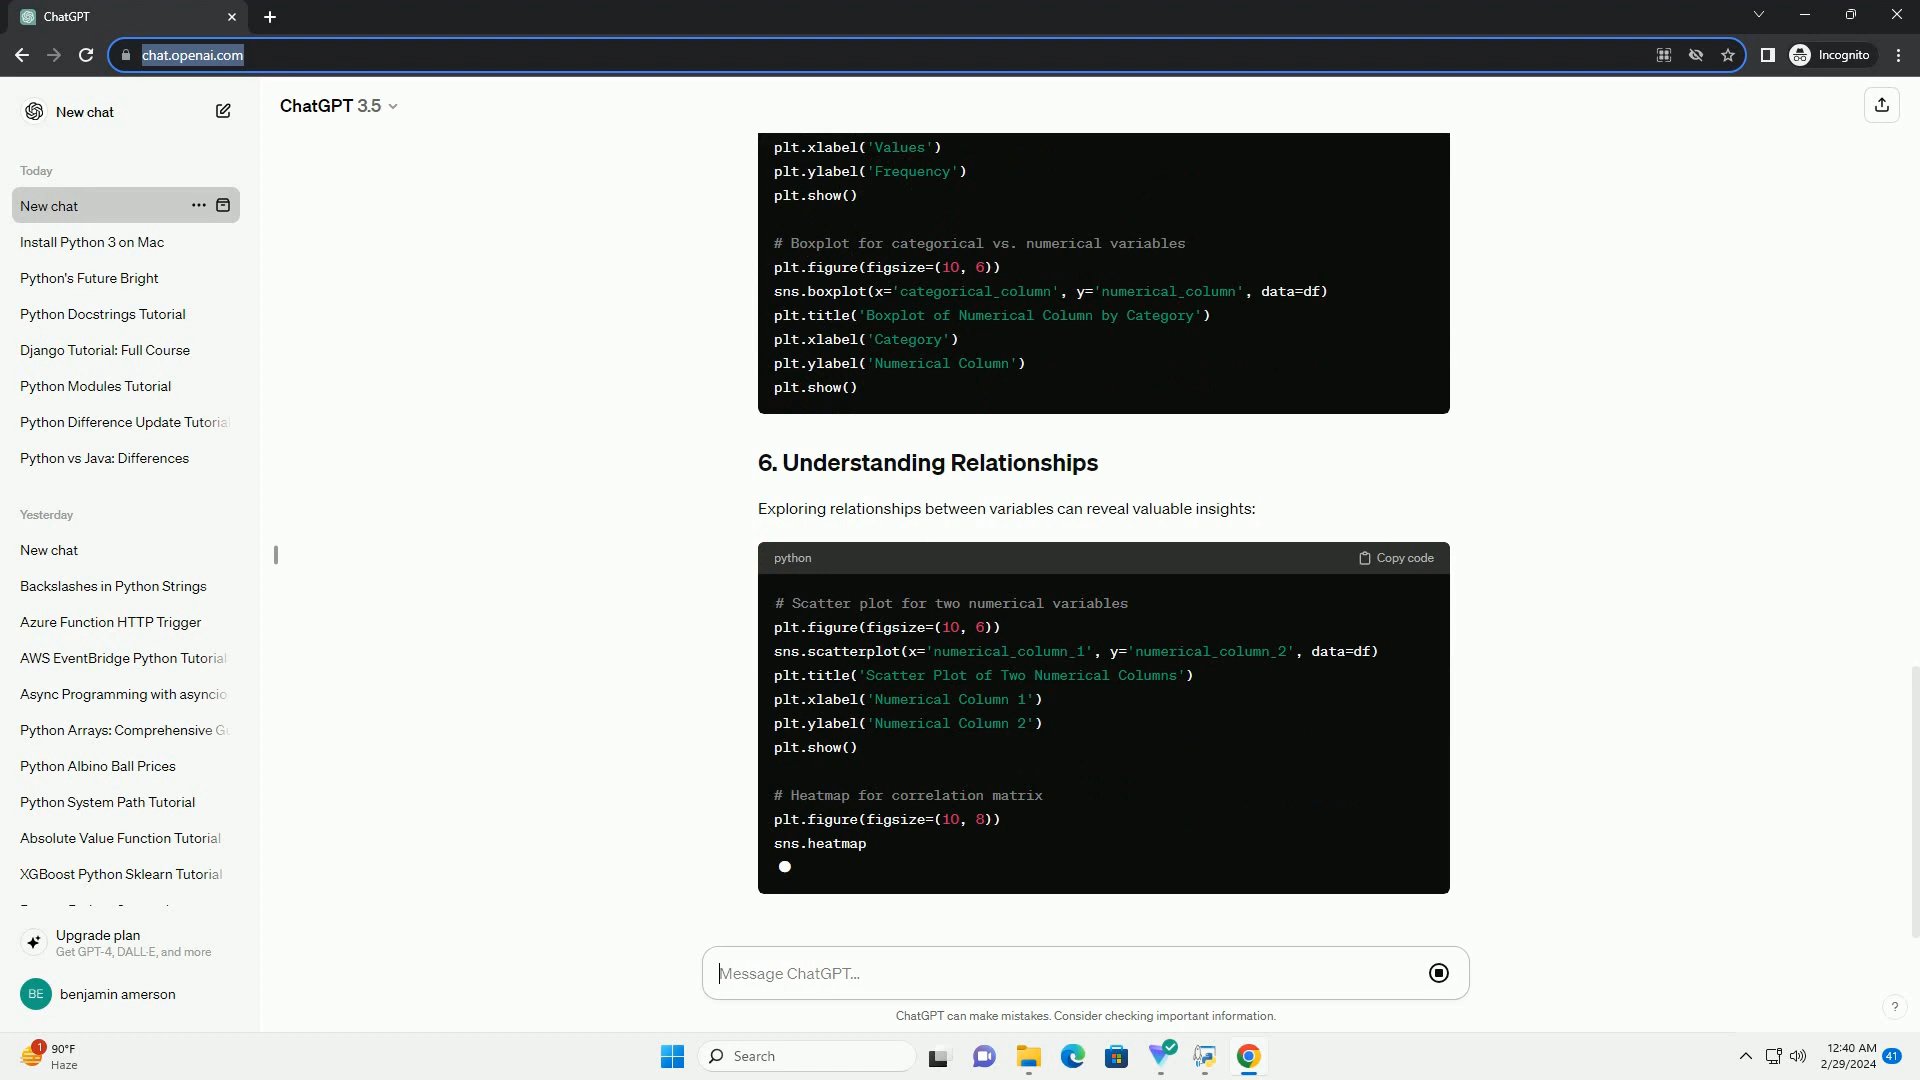 ChatGPT
chat.openai.com
Incognito
New chat
Today
New chat
Install Python 3 on Mac
Python's Future Bright
Python Docstrings Tutorial
Django Tutorial: Full Course
Python Modules Tutorial
Python Difference Update Tutorial
Python vs Java: Differences
Yesterday
New chat
Backslashes in Python Strings
Azure Function HTTP Trigger
AWS EventBridge Python Tutorial
Async Programming with asyncio
Python Arrays: Comprehensive Gu
Python Albino Ball Prices
Python System Path Tutorial
Absolute Value Function Tutorial
XGBoost Python Sklearn Tutorial
Upgrade plan
Get GPT-4, DALL·E, and more
BE
benjamin amerson
ChatGPT 3.5
plt.xlabel('Values')
plt.ylabel('Frequency')
plt.show()
# Boxplot for categorical vs. numerical variables
plt.figure(figsize=(10, 6))
sns.boxplot(x='categorical_column', y='numerical_column', data=df)
plt.title('Boxplot of Numerical Column by Category')
plt.xlabel('Category')
plt.ylabel('Numerical Column')
plt.show()
6. Understanding Relationships
Exploring relationships between variables can reveal valuable insights:
python
Copy code
# Scatter plot for two numerical variables
plt.figure(figsize=(10, 6))
sns.scatterplot(x='numerical_column_1', y='numerical_column_2', data=df)
plt.title('Scatter Plot of Two Numerical Columns')
plt.xlabel('Numerical Column 1')
plt.ylabel('Numerical Column 2')
plt.show()
# Heatmap for correlation matrix
plt.figure(figsize=(10, 8))
sns.heatmap
Message ChatGPT...
ChatGPT can make mistakes. Consider checking important information.
?
1
90°F
Haze
Search
12:40 AM
2/29/2024
41